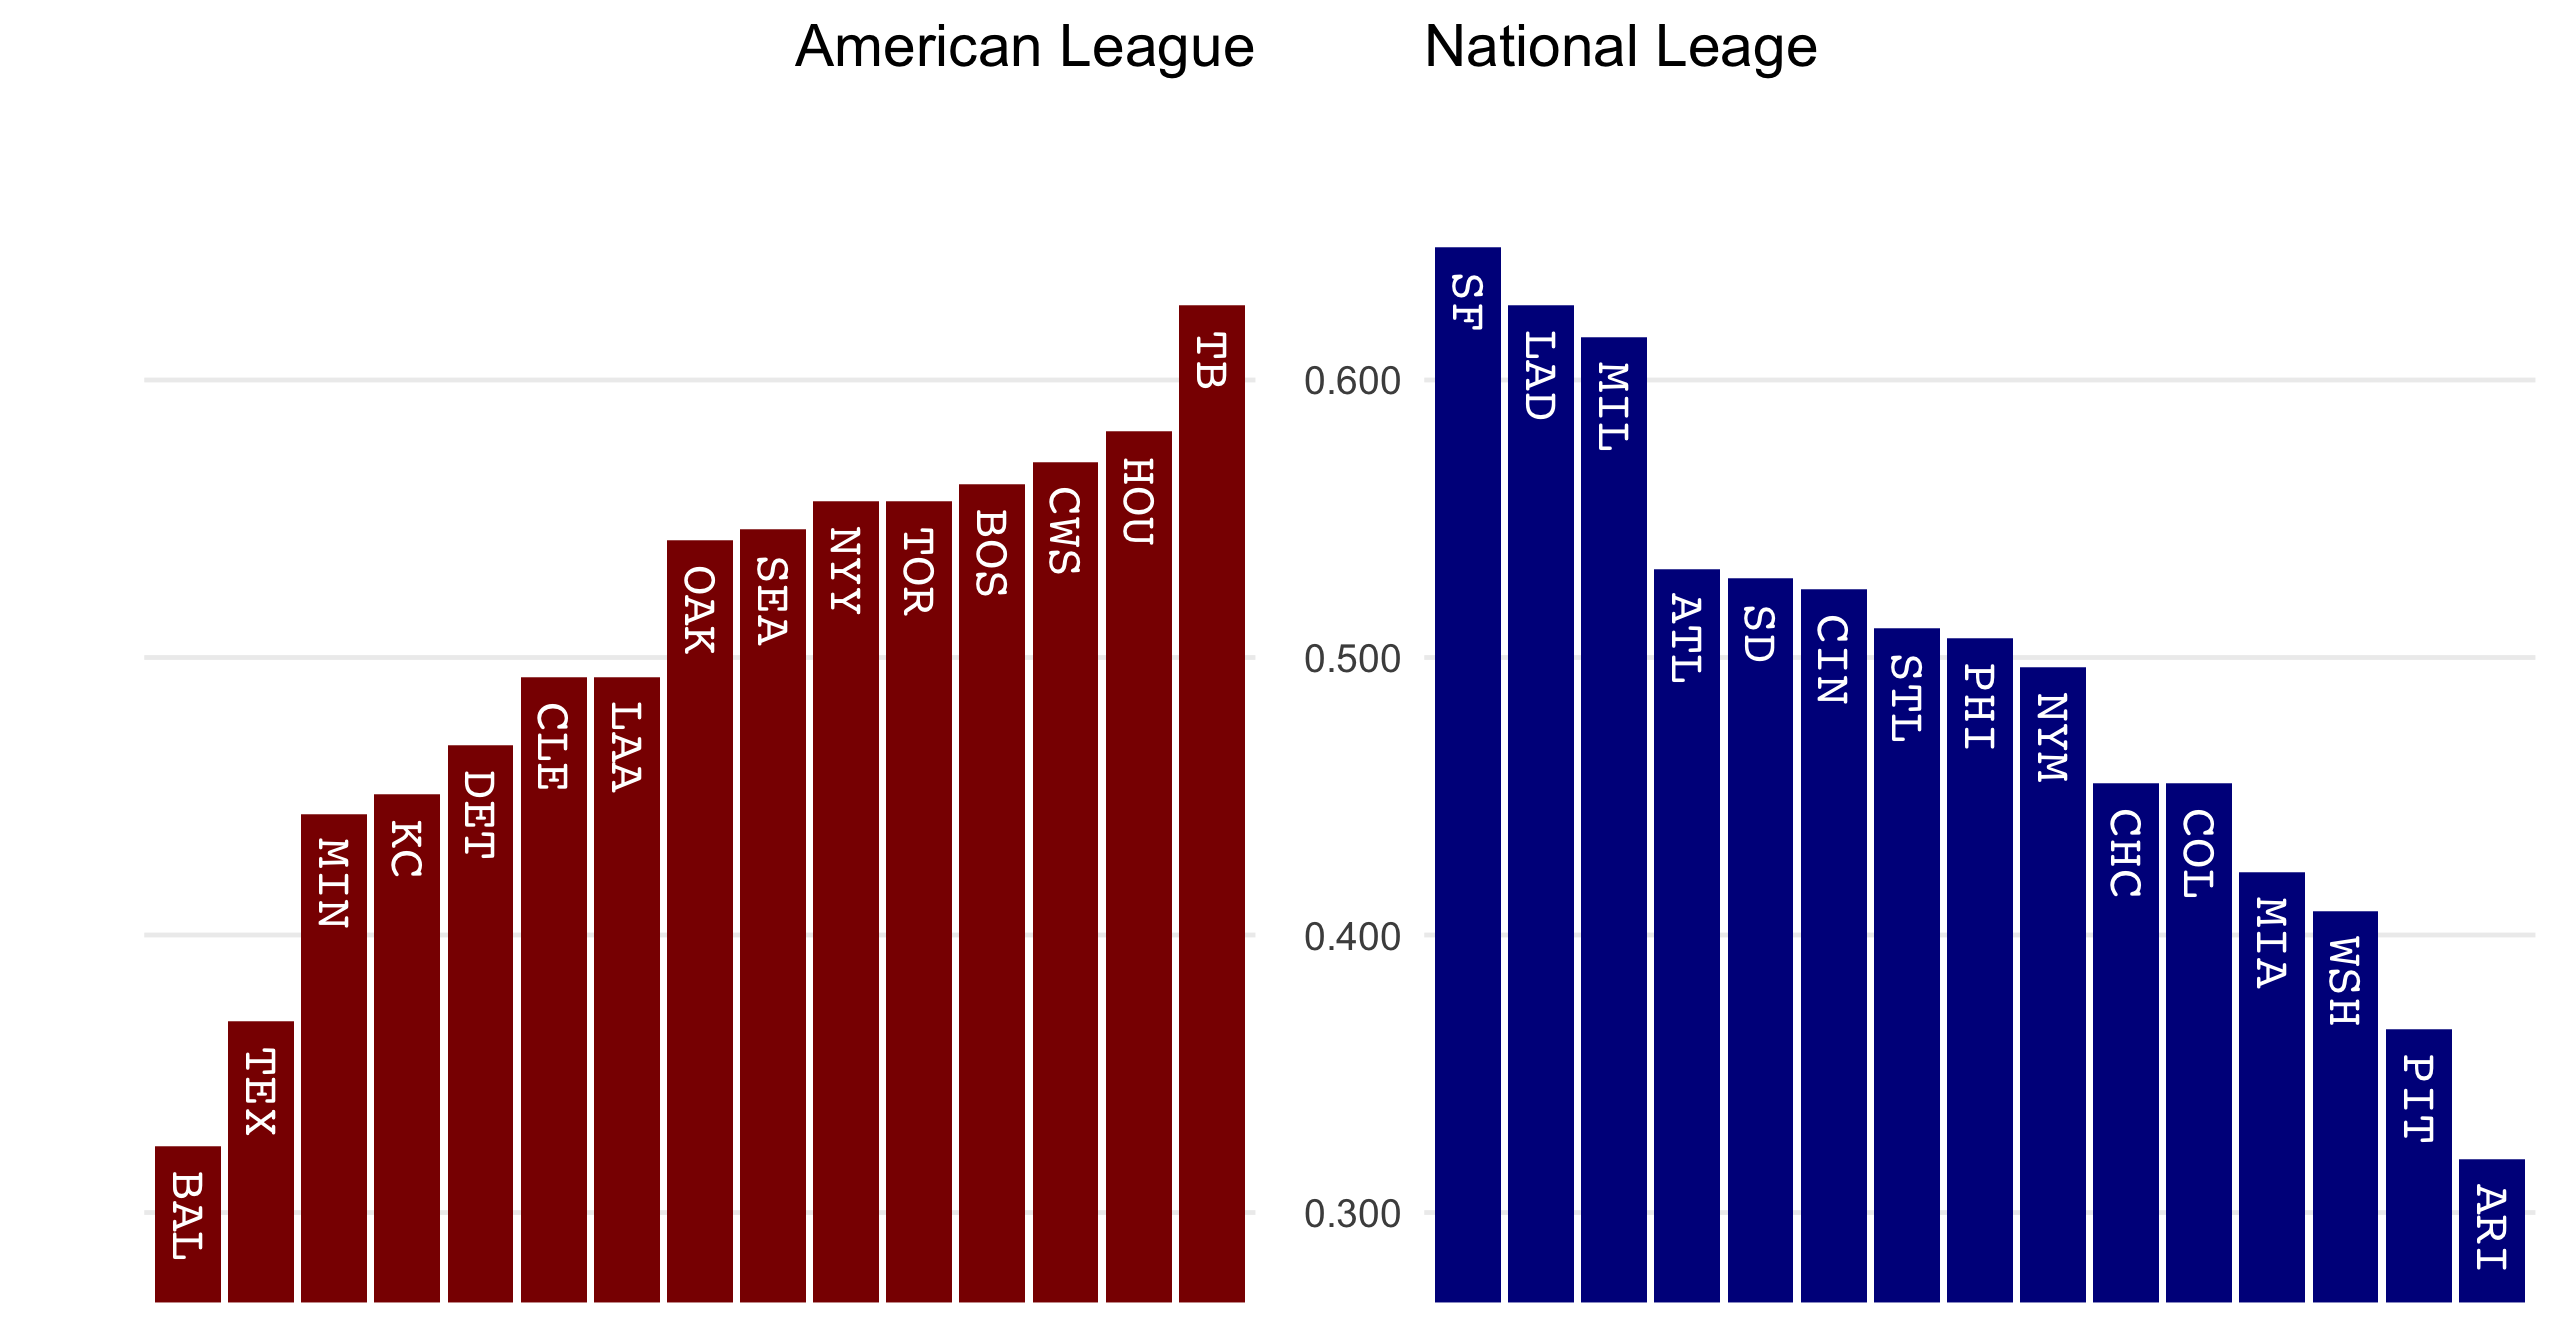 American League
National Leage
0.600
0.500
0.400
0.300
BAL
TEX
MIN
KC
DET
CLE
LAA
OAK
SEA
NYY
TOR
BOS
CWS
HOU
TB
SF
LAD
MIL
ATL
SD
CIN
STL
PHI
NYM
CHC
COL
MIA
WSH
PIT
ARI